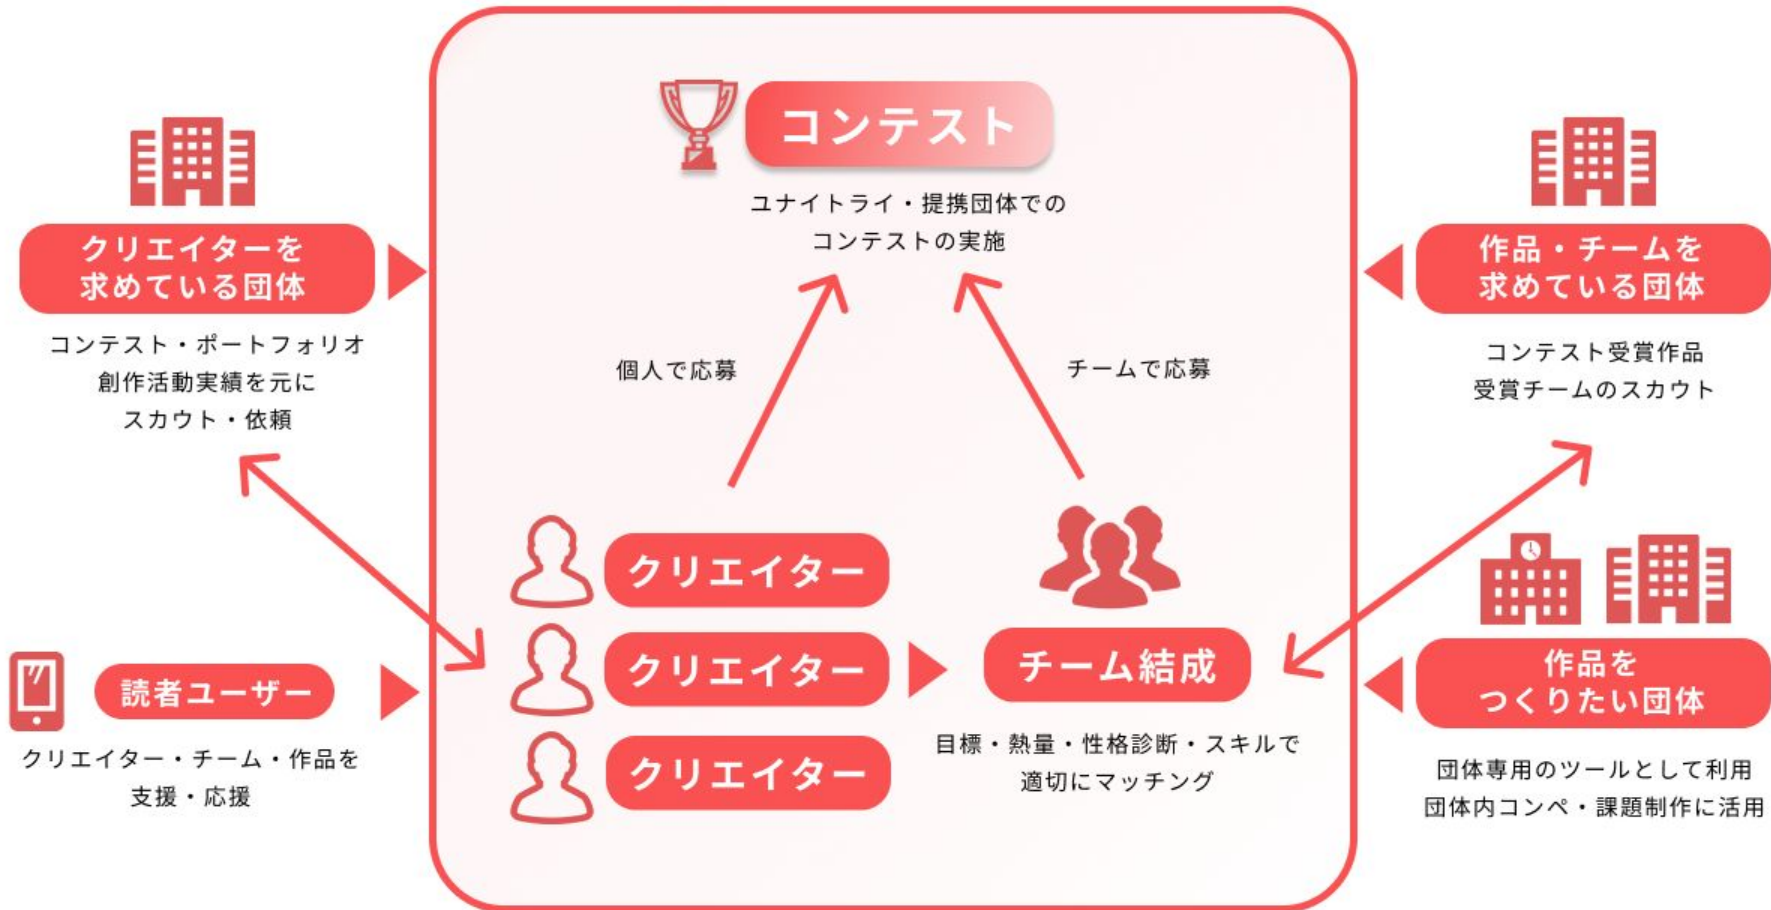 コンテスト
ユナイトライ・提携団体での
コンテストの実施
クリエイターを
求めている団体
コンテスト・ポートフォリオ
創作活動実績を元に
スカウト・依頼
作品・チームを
求めている団体
コンテスト受賞作品
受賞チームのスカウト
個人で応募
チームで応募
クリエイター
クリエイター
クリエイター
チーム結成
目標・熱量・性格診断・スキルで
適切にマッチング
読者ユーザー
クリエイター・チーム・作品を
支援・応援
作品を
つくりたい団体
団体専用のツールとして利用
団体内コンペ・課題制作に活用